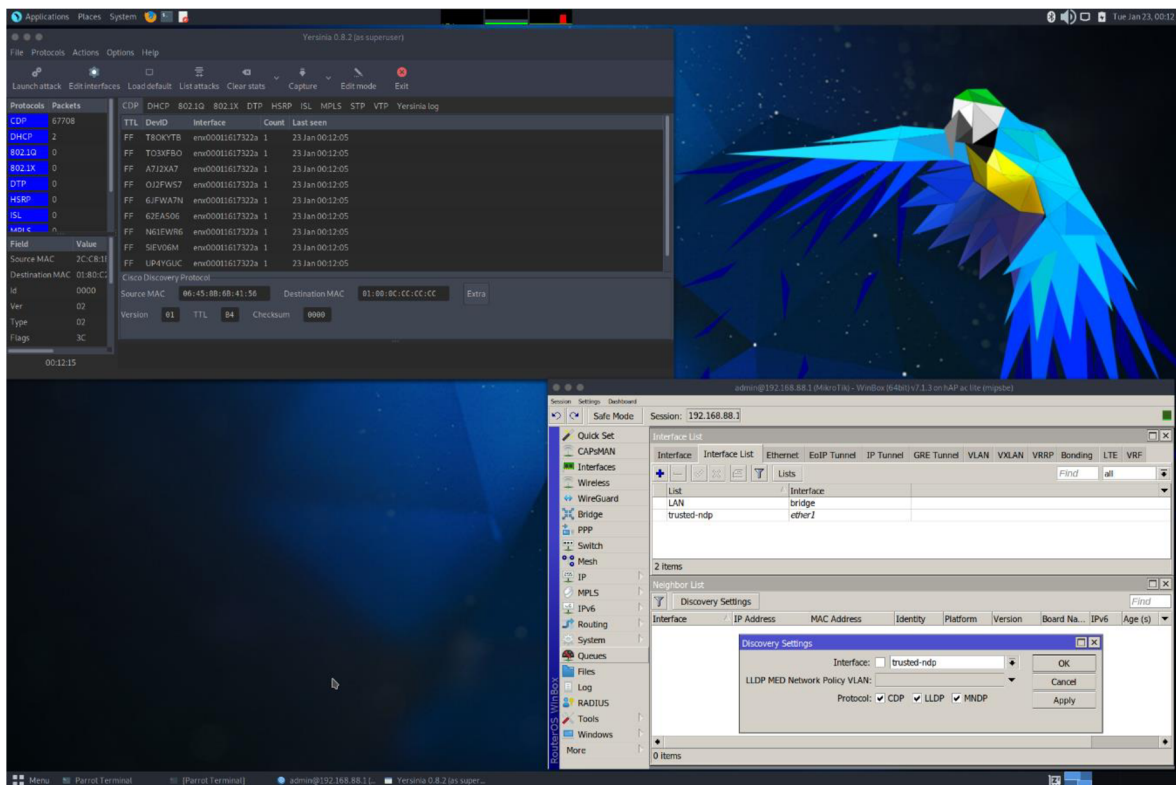 Applications Places System Tue Jan 23, 00:12
Yersinia 0.8.2 (as superuser)
File Protocols Actions Options Help
Launch attack Edit interfaces Load default List attacks Clear stats Capture Edit mode Exit
Protocols Packets
CDP 67708
DHCP 2
802.1Q 0
802.1X 0
DTP 0
HSRP 0
ISL 0
MPLS 0
CDP DHCP 802.1Q 802.1X DTP HSRP ISL MPLS STP VTP Yersinia log
TTL DevID Interface Count Last seen
FF T8OKYTB enx00011617322a 1 23 Jan 00:12:05
FF TO3XFBO enx00011617322a 1 23 Jan 00:12:05
FF A7J2XA7 enx00011617322a 1 23 Jan 00:12:05
FF OJ2FWS7 enx00011617322a 1 23 Jan 00:12:05
FF 6JFWA7N enx00011617322a 1 23 Jan 00:12:05
FF 62EAS06 enx00011617322a 1 23 Jan 00:12:05
FF N61EWR6 enx00011617322a 1 23 Jan 00:12:05
FF SIEV06M enx00011617322a 1 23 Jan 00:12:05
FF UP4YGUC enx00011617322a 1 23 Jan 00:12:05
Field Value
Source MAC 2C:C8:1
Destination MAC 01:80:C2
Id 0000
Ver 02
Type 02
Flags 3C
00:12:15
Cisco Discovery Protocol
Source MAC 06:45:8B:6B:41:56 Destination MAC 01:00:0C:CC:CC:CC Extra
Version 01 TTL B4 Checksum 0000
admin@192.168.88.1 (MikroTik) - WinBox (64bit) v7.1.3 on hAP ac lite (mipsbe)
Session Settings Dashboard
Safe Mode Session: 192.168.88.1
Quick Set
CAPsMAN
Interfaces
Wireless
WireGuard
Bridge
PPP
Switch
Mesh
IP
MPLS
IPv6
Routing
System
Queues
Files
Log
RADIUS
Tools
Windows
More
RouterOS WinBox
Interface List
Interface Interface List Ethernet EoIP Tunnel IP Tunnel GRE Tunnel VLAN VXLAN VRRP Bonding LTE VRF
Lists Find all
List Interface
LAN bridge
trusted-ndp ether1
2 items
Neighbor List
Discovery Settings Find
Interface IP Address MAC Address Identity Platform Version Board Na... IPv6 Age (s)
Discovery Settings
Interface: trusted-ndp OK
LLDP MED Network Policy VLAN: Cancel
Protocol: CDP LLDP MNDP Apply
0 items
Menu Parrot Terminal [Parrot Terminal] admin@192.168.88.1 (... Yersinia 0.8.2 (as super...